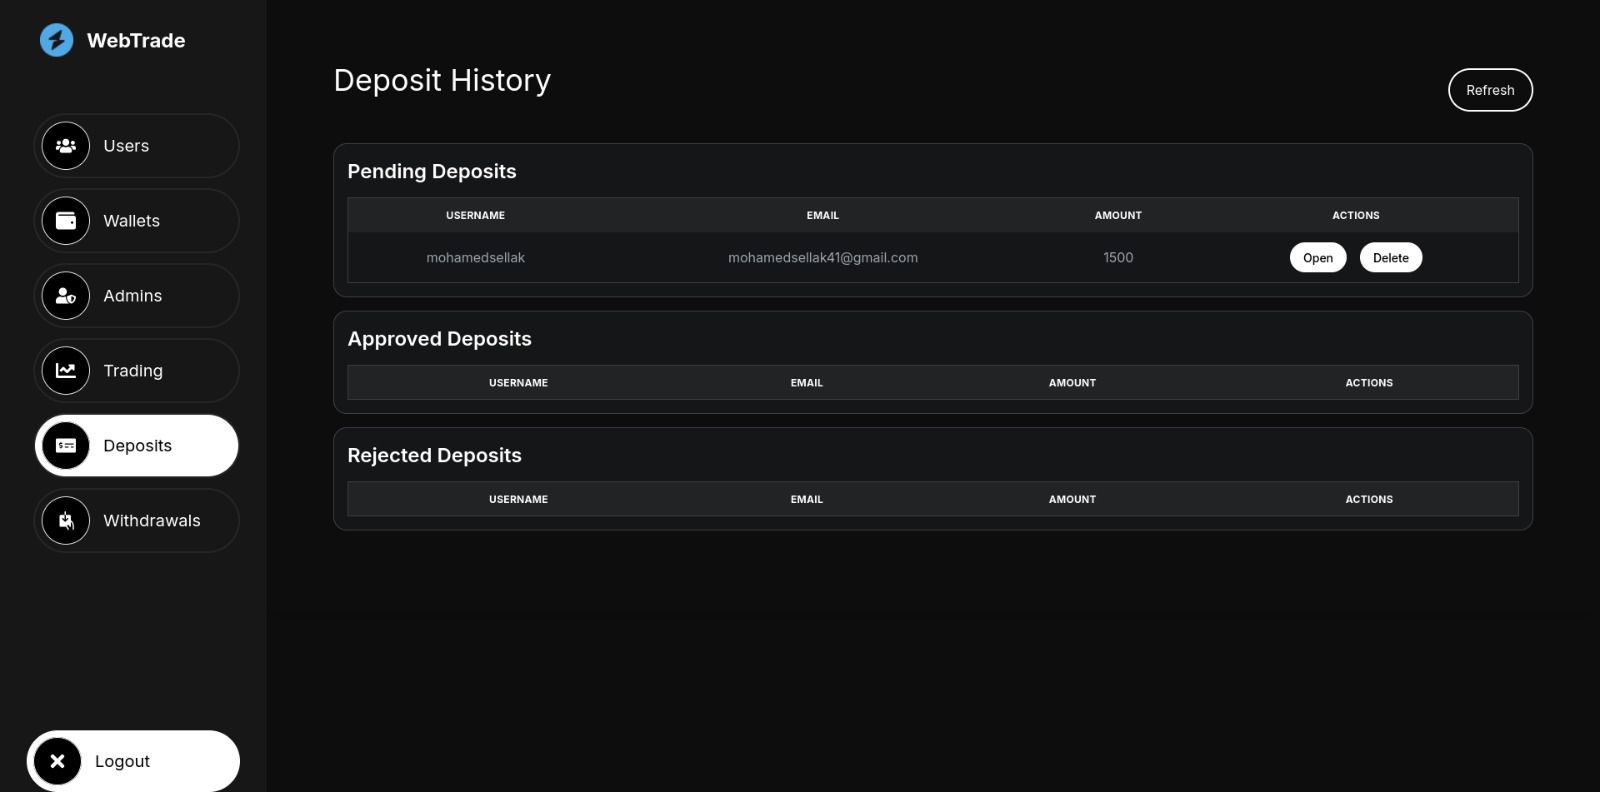 WebTrade
Users
Wallets
Admins
Trading
Deposits
Withdrawals
Logout
Deposit History
Refresh
Pending Deposits
USERNAME EMAIL AMOUNT ACTIONS
mohamedsellak mohamedsellak41@gmail.com 1500 Open Delete
Approved Deposits
USERNAME EMAIL AMOUNT ACTIONS
Rejected Deposits
USERNAME EMAIL AMOUNT ACTIONS